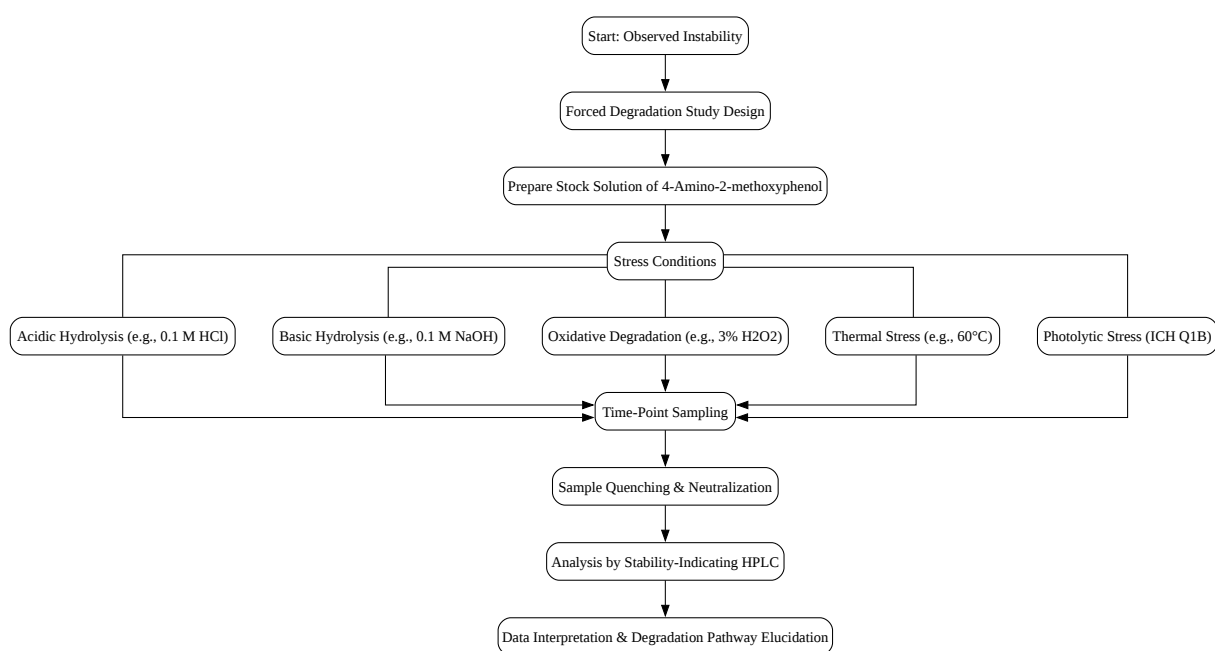 Start: Observed Instability
Forced Degradation Study Design
Prepare Stock Solution of 4-Amino-2-methoxyphenol
Stress Conditions
Acidic Hydrolysis (e.g., 0.1 M HCl)
Basic Hydrolysis (e.g., 0.1 M NaOH)
Oxidative Degradation (e.g., 3% H2O2)
Thermal Stress (e.g., 60°C)
Photolytic Stress (ICH Q1B)
Time-Point Sampling
Sample Quenching & Neutralization
Analysis by Stability-Indicating HPLC
Data Interpretation & Degradation Pathway Elucidation